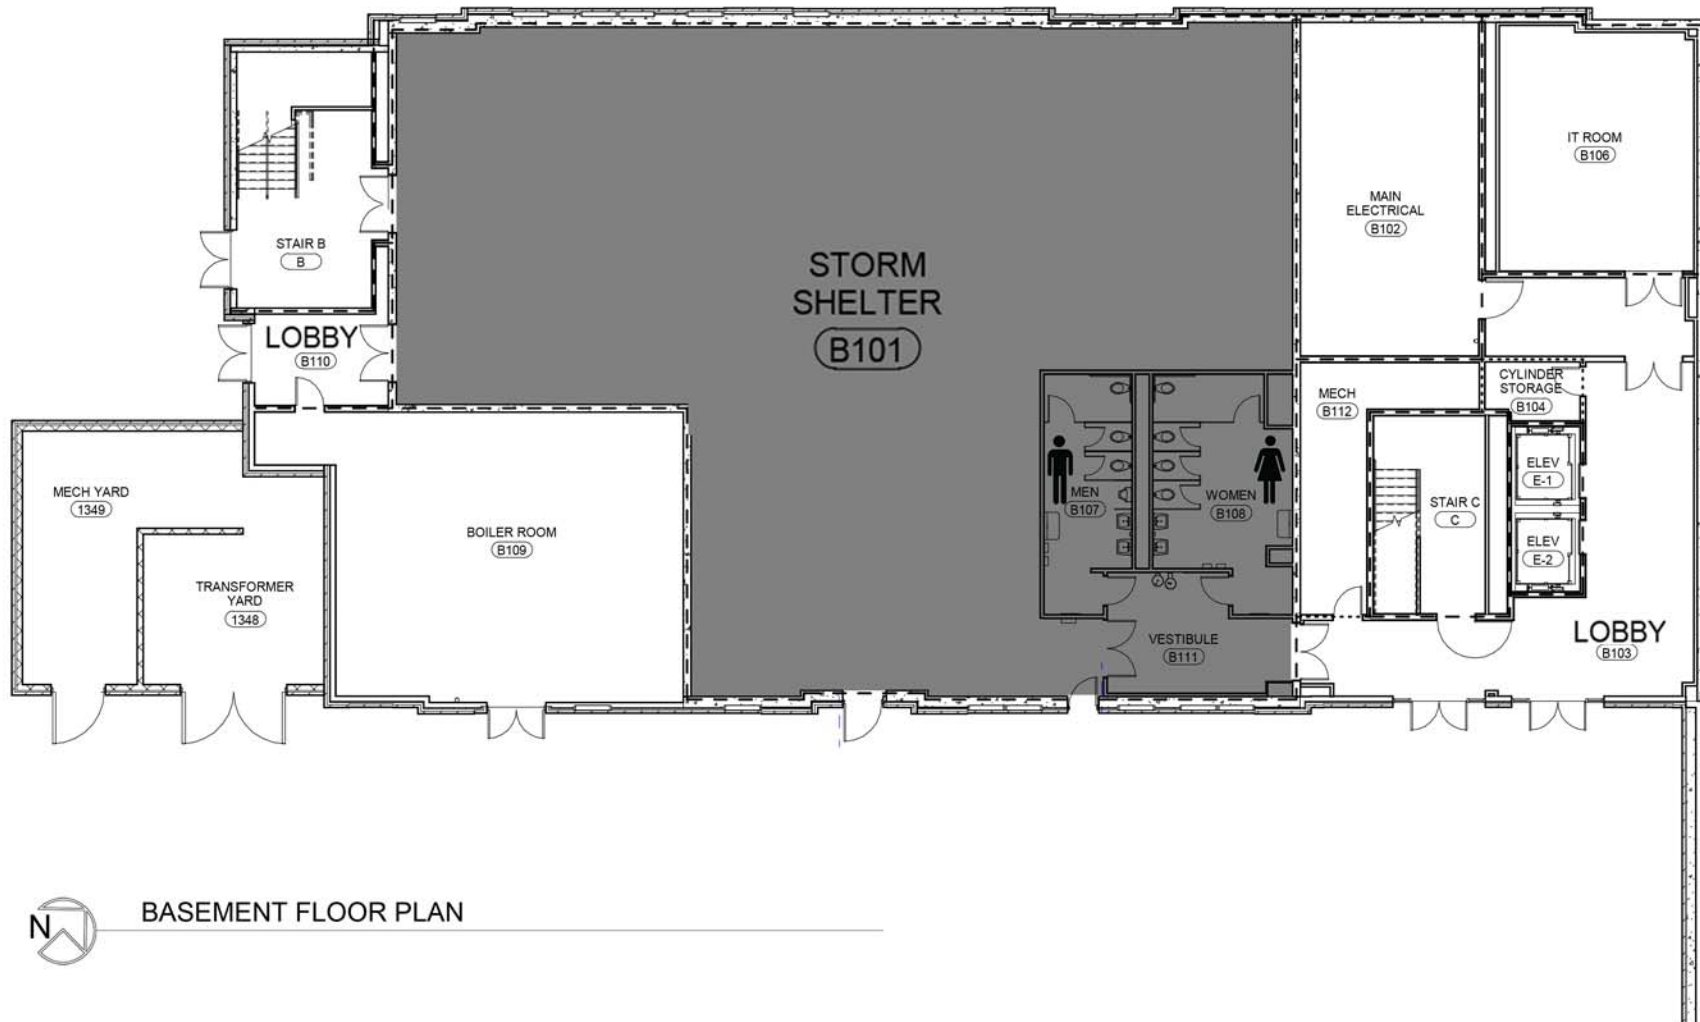 IT ROOM
B106
MAIN
ELECTRICAL
B102
STAIR B
B
STORM
SHELTER
B101
LOBBY
B110
CYLINDER
STORAGE
B104
MECH
B112
ELEV
E-1
MECH YARD
1349
MEN
B107
WOMEN
B108
STAIR C
C
BOILER ROOM
B109
ELEV
E-2
TRANSFORMER
YARD
1348
VESTIBULE
B111
LOBBY
B103
N
BASEMENT FLOOR PLAN